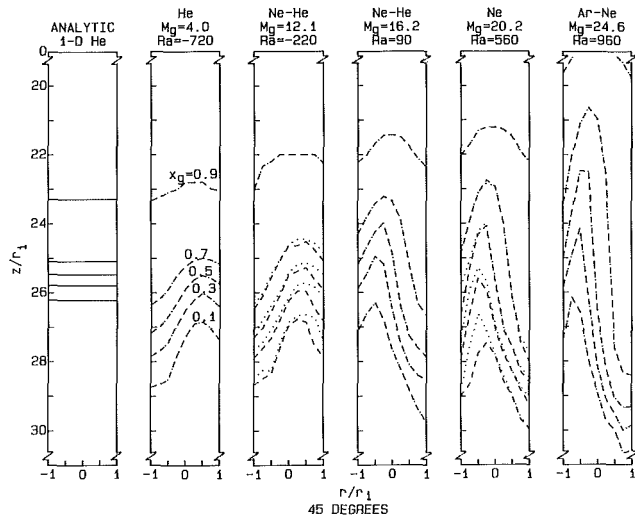 ANALYTIC
1-D He
He
Mg=4.0
Ra=-720
Ne-He
Mg=12.1
Ra=-220
Ne-He
Mg=16.2
Ra=90
Ne
Mg=20.2
Ra=560
Ar-Ne
Mg=24.6
Ra=960
0
20
22
24
26
28
30
z/r1
xg=0.9
0.7
0.5
0.3
0.1
-1 0 1
-1 0 1
-1 0 1
-1 0 1
-1 0 1
-1 0 1
r/r1
45 DEGREES